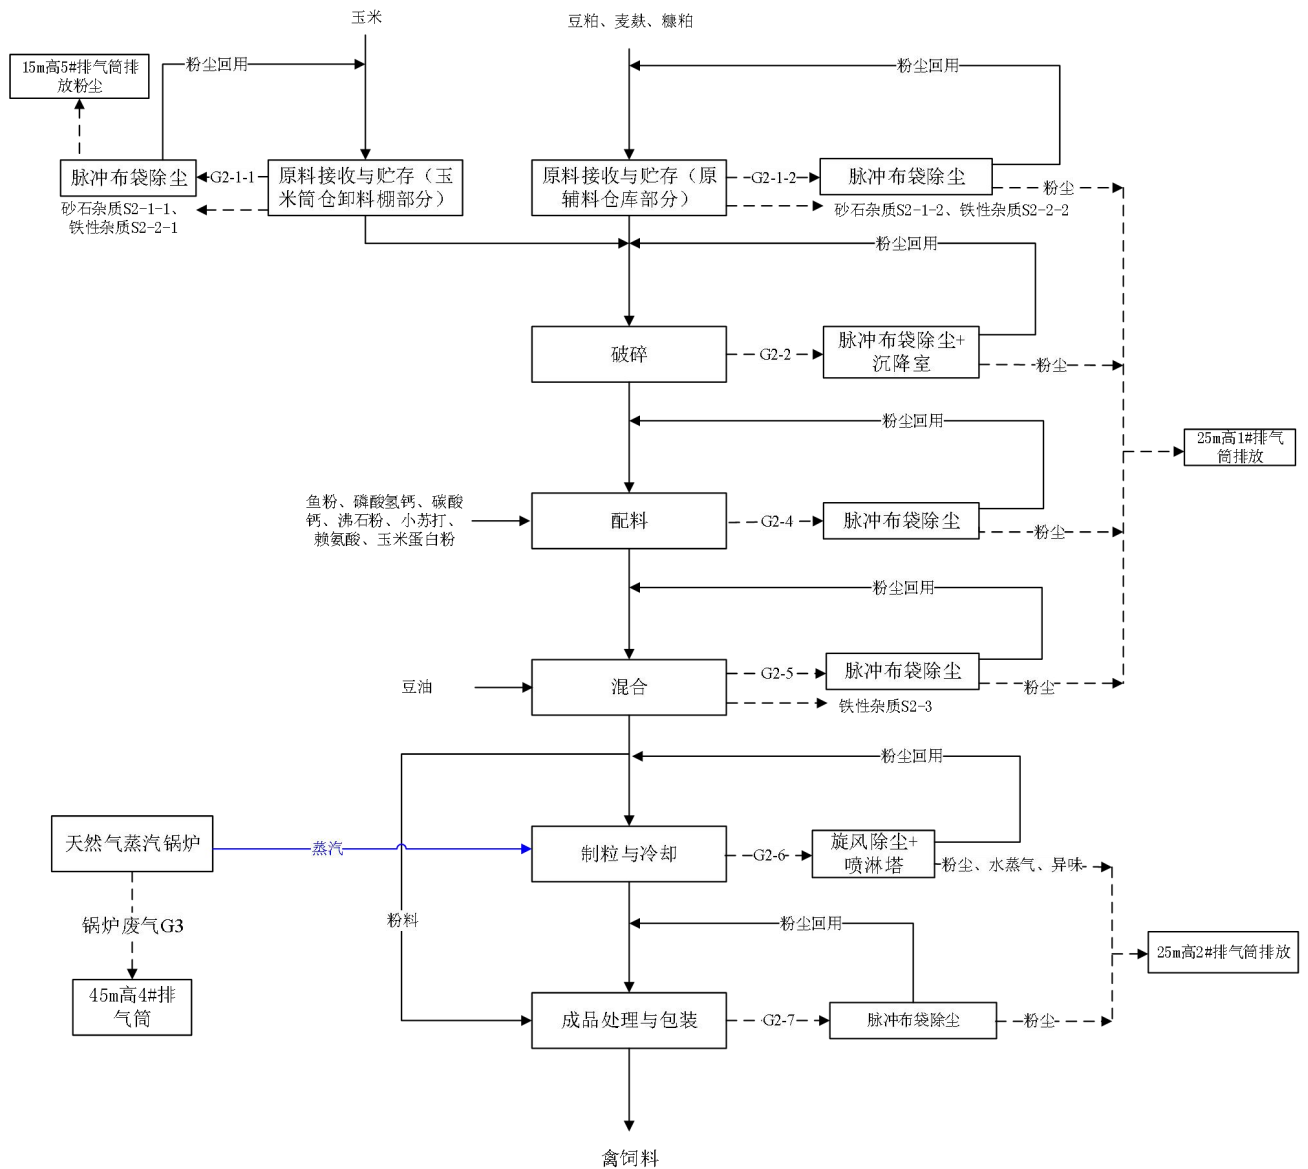 玉米
豆粕、麦麸、糠粕
15m高5#排气筒排
放粉尘
粉尘回用
粉尘回用
脉冲布袋除尘
G2-1-1
原料接收与贮存（玉
米筒仓卸料棚部分）
原料接收与贮存（原
辅料仓库部分）
G2-1-2
脉冲布袋除尘
粉尘
砂石杂质S2-1-1、
铁性杂质S2-2-1
砂石杂质S2-1-2、铁性杂质S2-2-2
粉尘回用
破碎
G2-2
脉冲布袋除尘+
沉降室
粉尘
粉尘回用
25m高1#排气
筒排放
鱼粉、磷酸氢钙、碳酸
钙、沸石粉、小苏打、
赖氨酸、玉米蛋白粉
配料
G2-4
脉冲布袋除尘
粉尘
粉尘回用
豆油
混合
G2-5
脉冲布袋除尘
粉尘
铁性杂质S2-3
粉尘回用
天然气蒸汽锅炉
蒸汽
制粒与冷却
G2-6
旋风除尘+
喷淋塔
粉尘、水蒸气、异味
锅炉废气G3
粉料
粉尘回用
25m高2#排气筒排放
45m高4#排
气筒
成品处理与包装
G2-7
脉冲布袋除尘
粉尘
禽饲料